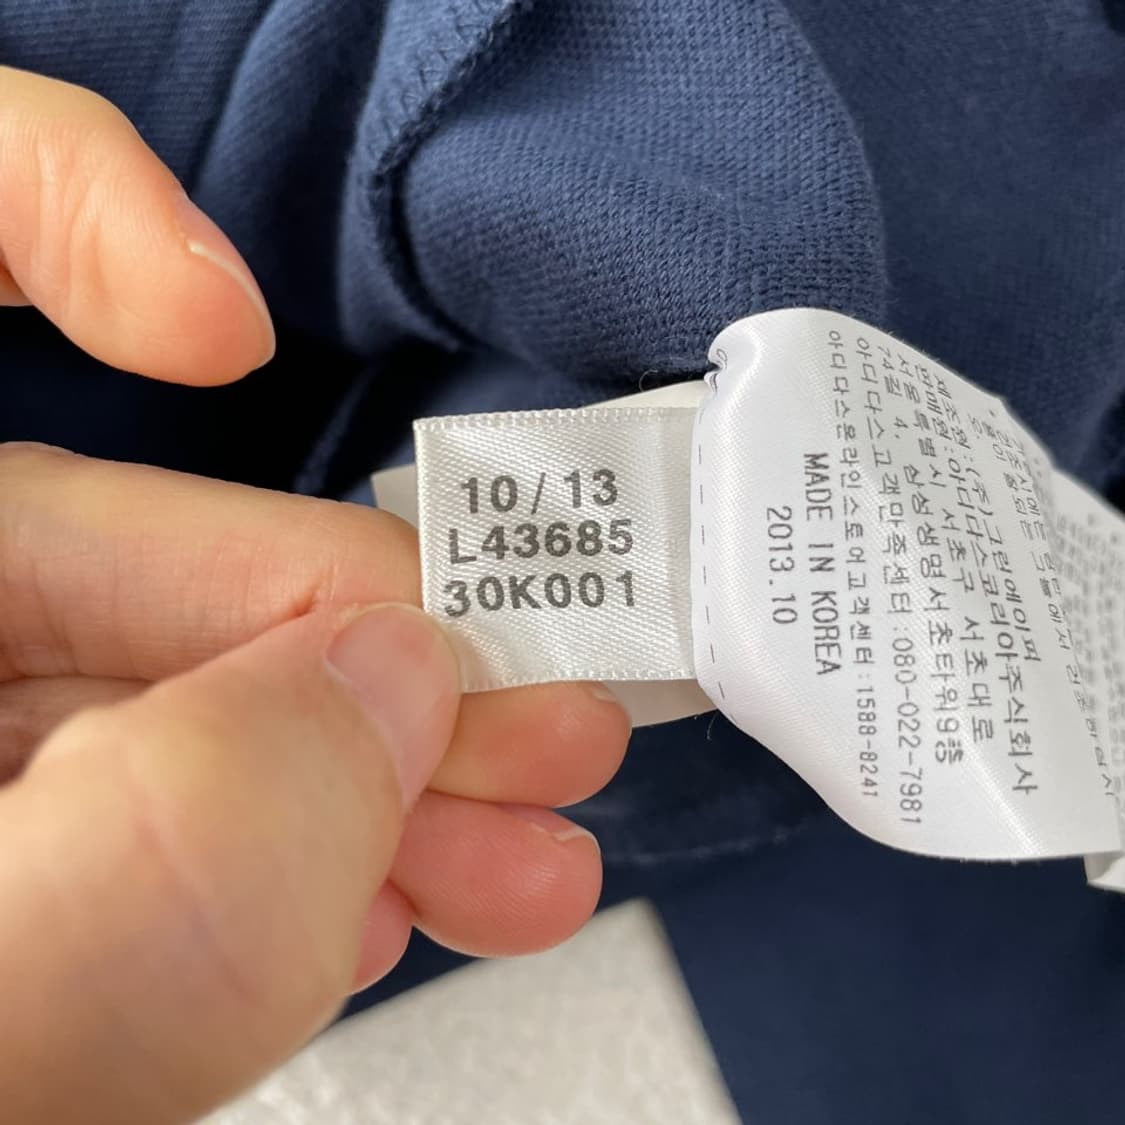 10/13
L43685
30K001
제조원:(주)그린에이퍼
판매원:아디다스코리아주식회사
서울특별시 서초구 서초대로
74길 4, 삼성생명서초타워9층
아디다스고객만족센터:080-022-7981
아디다스온라인스토어고객센터:1588-8241
MADE IN KOREA
2013.10